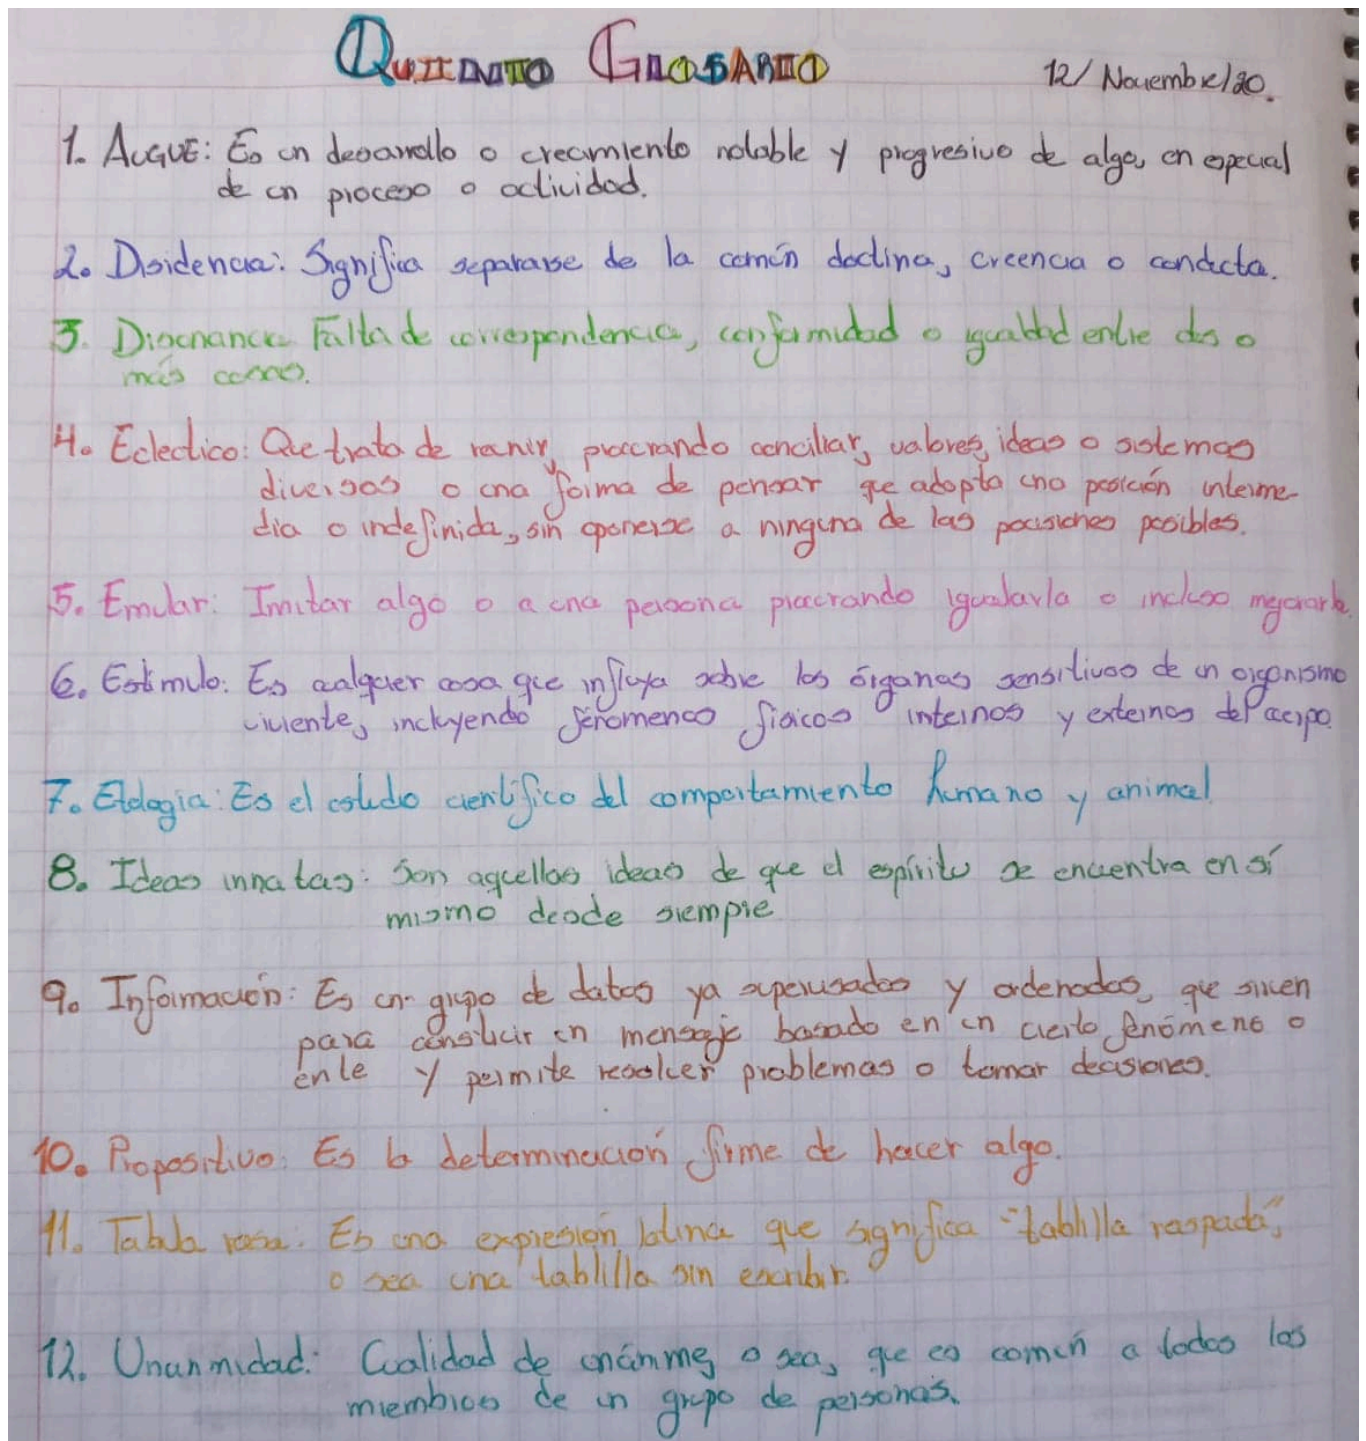 QUIINTO GLOSARIO
12/Noviembre/20.
1. AUGUE: Es un desarrollo o crecimiento notable y progresivo de algo, en especial
de un proceso o actividad.
2. Disidencia: Significa separarse de la común doctina, creencia o conducta.
3. Disonancia Falta de correspondencia, conformidad o igualdad entre dos o
más cosas.
4. Eclectico: Que trata de reunir, procurando conciliar, valores, ideas o sistemas
diversos o una forma de pensar que adopta una posición interme-
dia o indefinida, sin oponerse a ninguna de las posisiones posibles.
5. Emular: Imitar algo o a una persona procurando igualarla o incluso mejorarla.
6. Estimulo: Es cualquier cosa que influya sobre los órganos sensitivos de un organismo
viviente, incluyendo fenomenos fisicos internos y externos del cuerpo.
7. Etologia: Es el estudio cientifico del comportamiento humano y animal
8. Ideas innatas: Son aquellas ideas de que el espíritu se encuentra en sí
mismo desde siempre
9. Información: Es un grupo de datos ya supervisados y ordenados, que sirven
para construir un mensaje basado en un cierto fenómeno o
ente y permite resolver problemas o tomar decisiones.
10. Propositivo: Es la determinación firme de hacer algo.
11. Tabula rasa: Es una expresión latina que significa "tablilla raspada",
o sea una tablilla sin escribir.
12. Unanimidad: Cualidad de unánime, o sea, que es común a todos los
miembros de un grupo de personas.